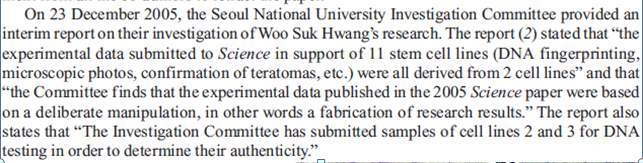 On 23 December 2005, the Seoul National University Investigation Committee provided an
interim report on their investigation of Woo Suk Hwang's research. The report (2) stated that “the
experimental data submitted to Science in support of 11 stem cell lines (DNA fingerprinting,
microscopic photos, confirmation of teratomas, etc.) were all derived from 2 cell lines” and that
“the Committee finds that the experimental data published in the 2005 Science paper were based
on a deliberate manipulation, in other words a fabrication of research results.” The report also
states that “The Investigation Committee has submitted samples of cell lines 2 and 3 for DNA
testing in order to determine their authenticity.”